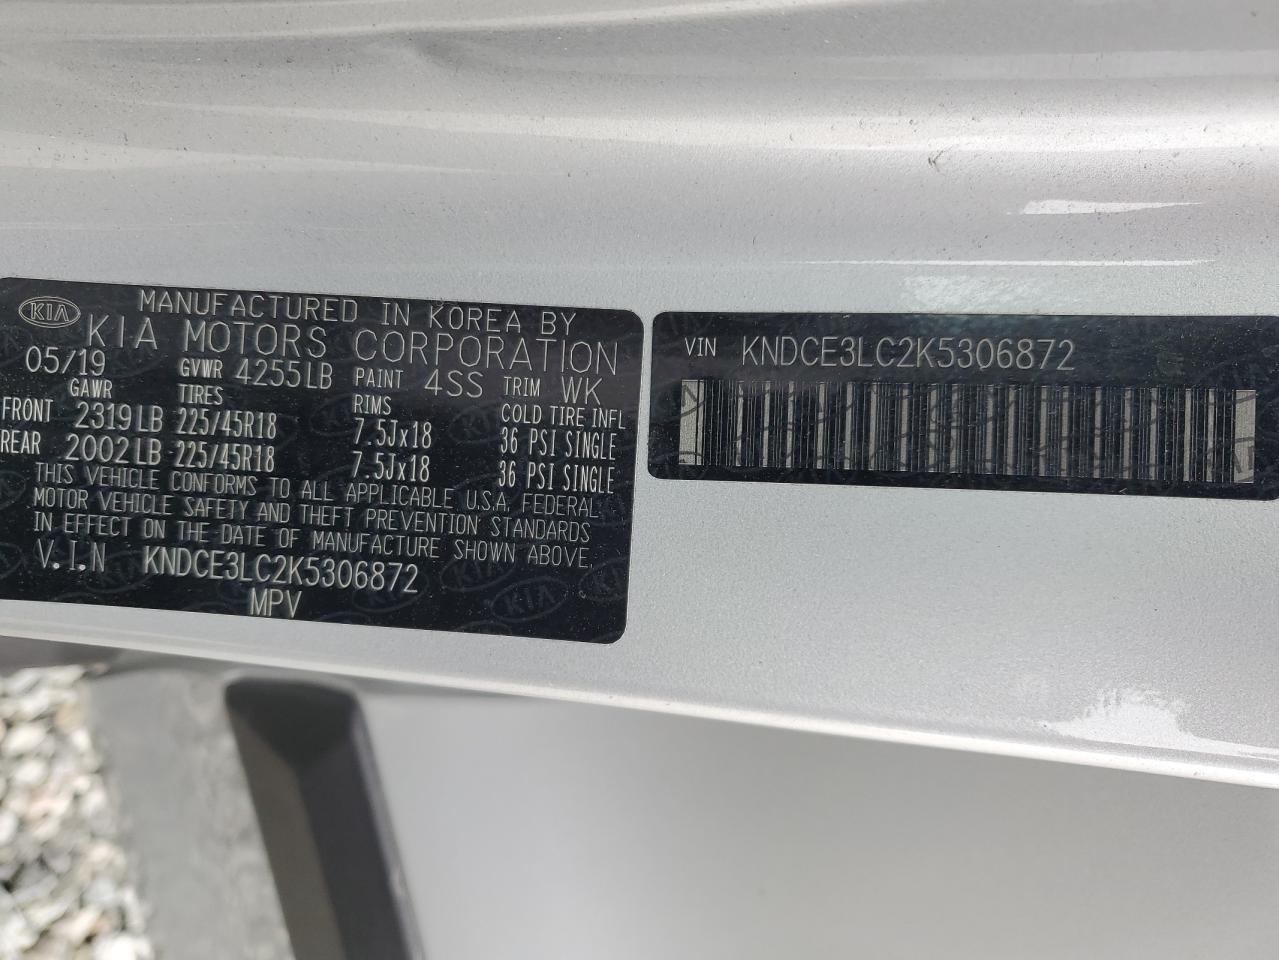 KIA
MANUFACTURED IN KOREA BY
KIA MOTORS CORPORATION
05/19 GVWR 4255LB PAINT 4SS TRIM WK
GAWR TIRES RIMS COLD TIRE INFL
FRONT 2319LB 225/45R18 7.5Jx18 36 PSI SINGLE
REAR 2002LB 225/45R18 7.5Jx18 36 PSI SINGLE
THIS VEHICLE CONFORMS TO ALL APPLICABLE U.S.A. FEDERAL
MOTOR VEHICLE SAFETY AND THEFT PREVENTION STANDARDS
IN EFFECT ON THE DATE OF MANUFACTURE SHOWN ABOVE.
V.I.N KNDCE3LC2K5306872
MPV
VIN KNDCE3LC2K5306872